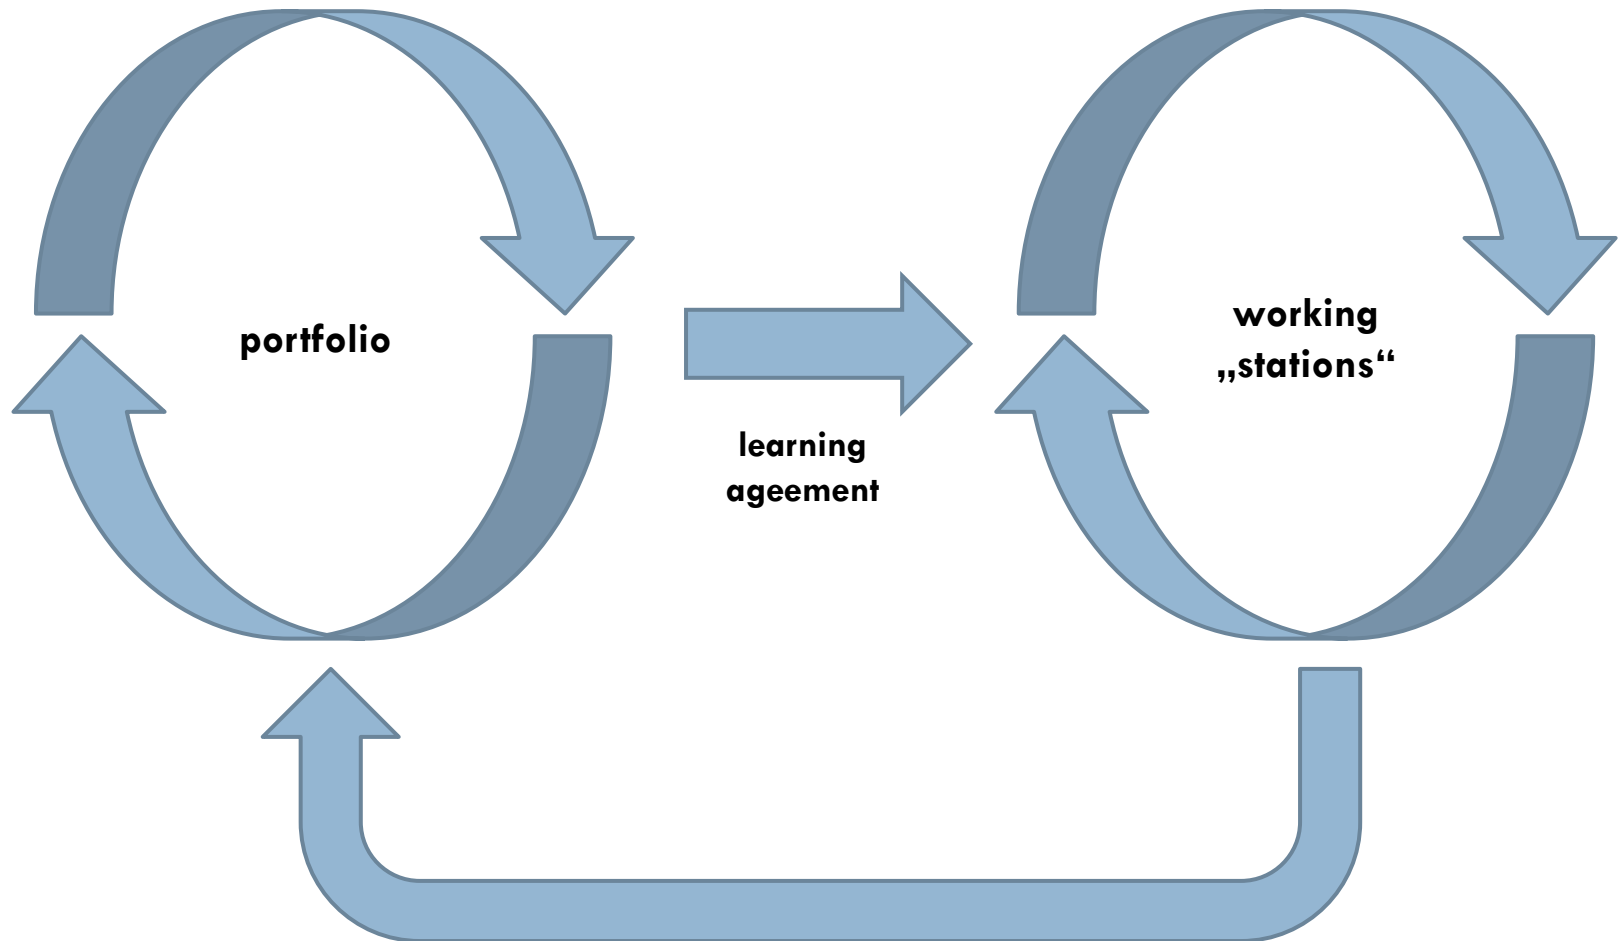 portfolio
working
„stations“
learning
ageement